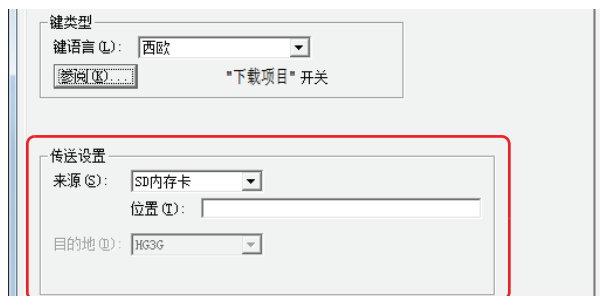 键类型
键语言(L): 西欧
参阅(K)... "下载项目" 开关
传送设置
来源(S): SD内存卡
位置(T):
目的地(D): HG3G